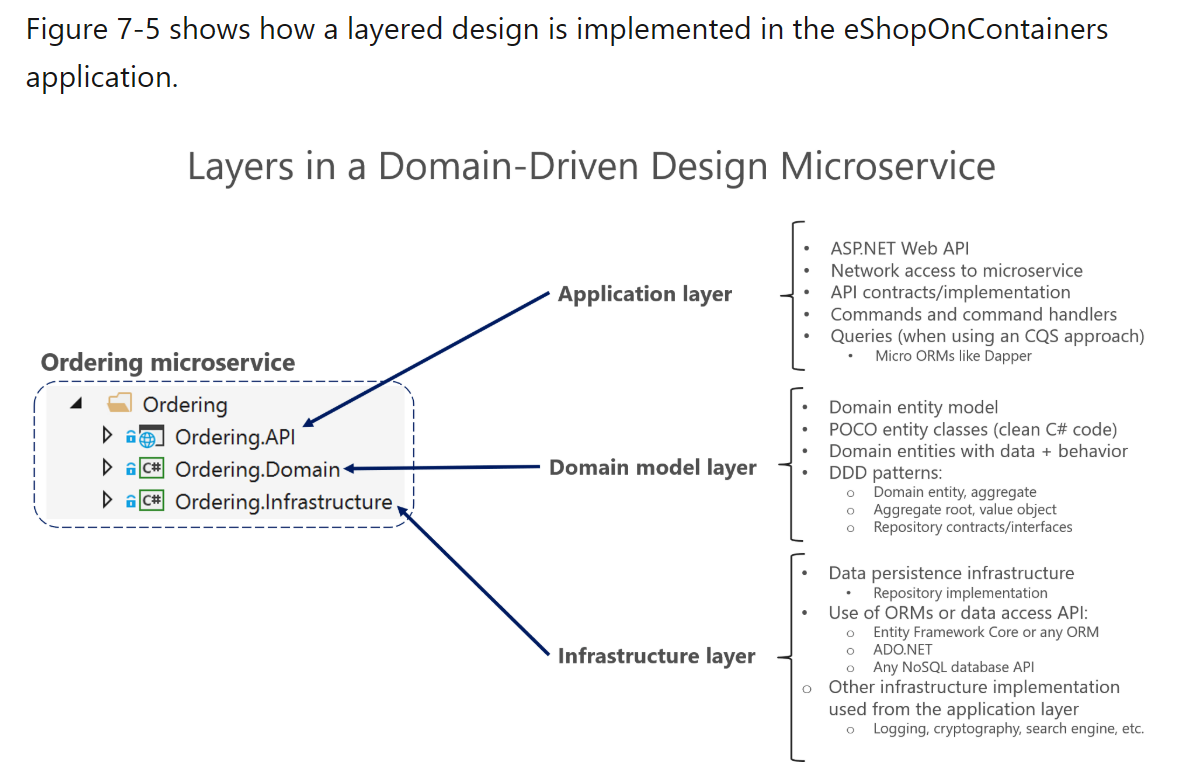 Figure 7-5 shows how a layered design is implemented in the eShopOnContainers
application.
Layers in a Domain-Driven Design Microservice
Ordering microservice
Ordering
Ordering.API
C# Ordering.Domain
C# Ordering.Infrastructure
Application layer
• ASP.NET Web API
• Network access to microservice
• API contracts/implementation
• Commands and command handlers
• Queries (when using an CQS approach)
• Micro ORMs like Dapper
Domain model layer
• Domain entity model
• POCO entity classes (clean C# code)
• Domain entities with data + behavior
• DDD patterns:
o Domain entity, aggregate
o Aggregate root, value object
o Repository contracts/interfaces
Infrastructure layer
• Data persistence infrastructure
• Repository implementation
• Use of ORMs or data access API:
o Entity Framework Core or any ORM
o ADO.NET
o Any NoSQL database API
o Other infrastructure implementation
used from the application layer
o Logging, cryptography, search engine, etc.